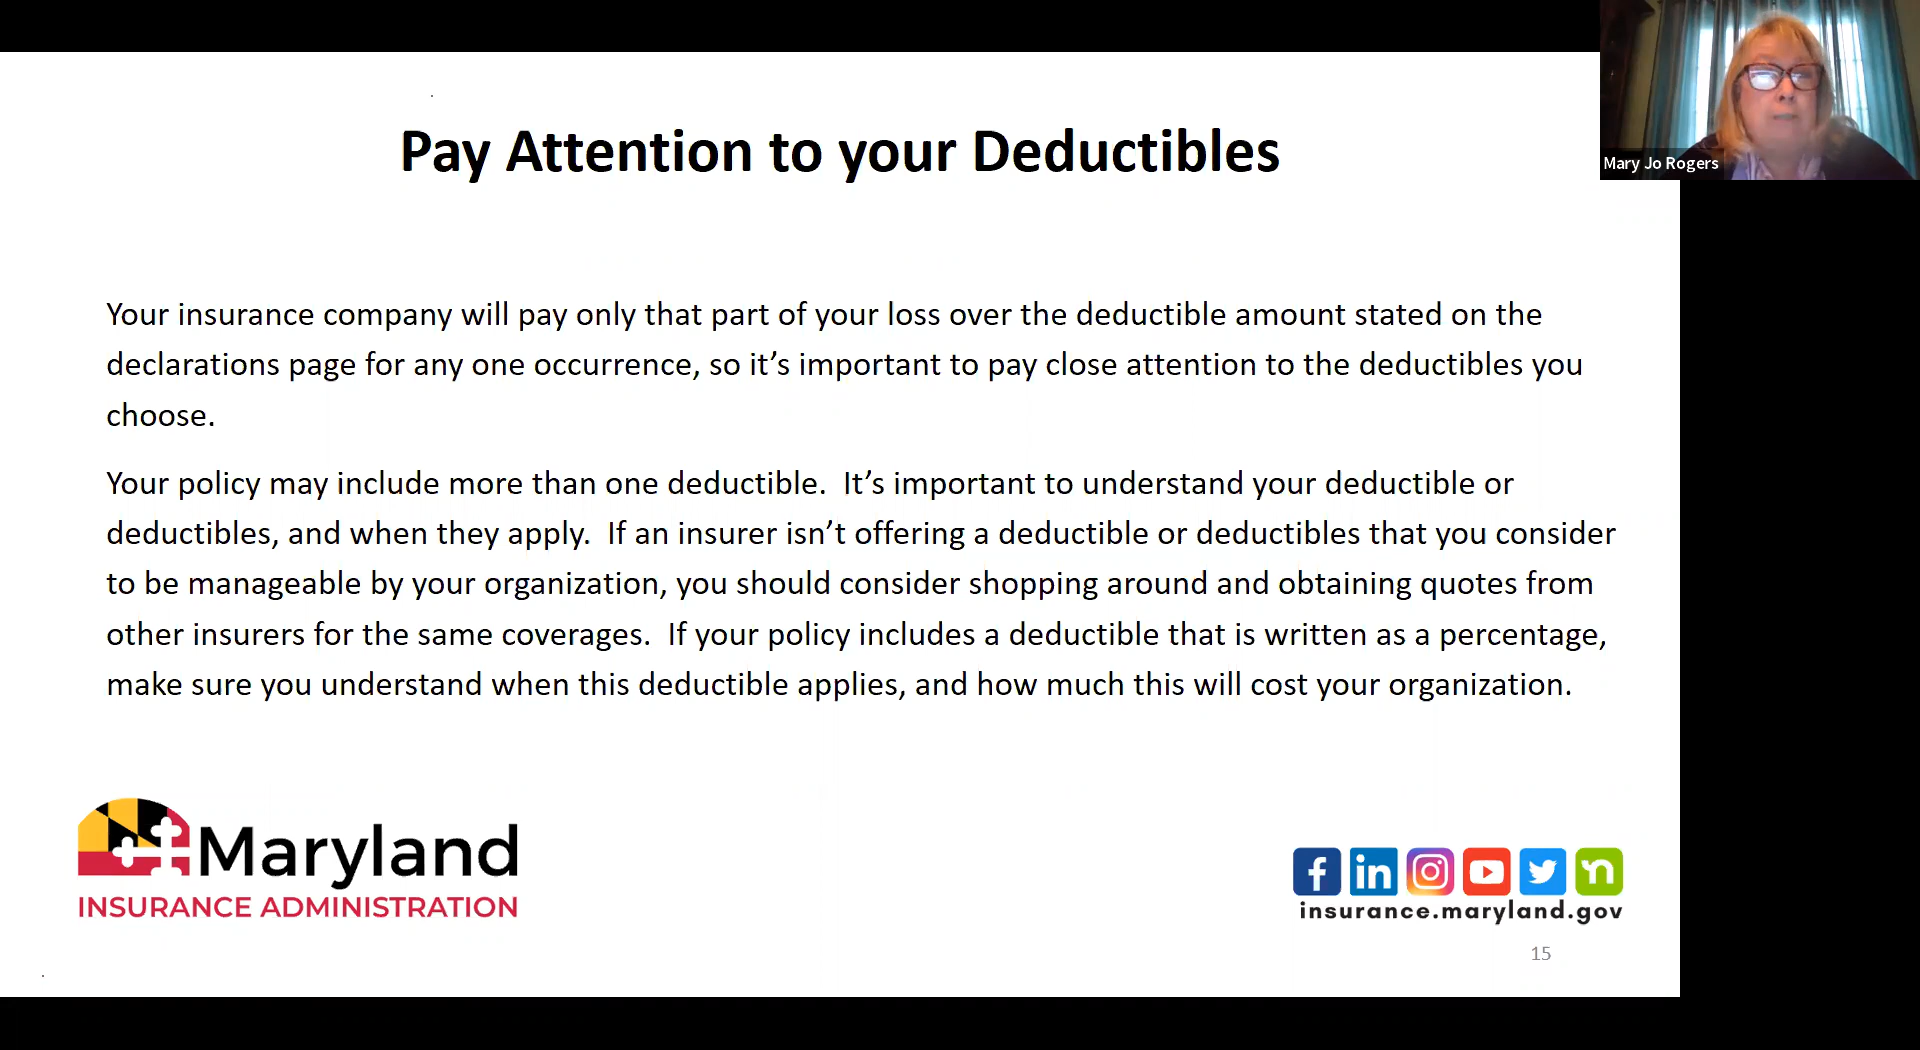 Pay Attention to your Deductibles
Mary Jo Rogers
Your insurance company will pay only that part of your loss over the deductible amount stated on the
declarations page for any one occurrence, so it’s important to pay close attention to the deductibles you
choose.
Your policy may include more than one deductible.  It’s important to understand your deductible or
deductibles, and when they apply.  If an insurer isn’t offering a deductible or deductibles that you consider
to be manageable by your organization, you should consider shopping around and obtaining quotes from
other insurers for the same coverages.  If your policy includes a deductible that is written as a percentage,
make sure you understand when this deductible applies, and how much this will cost your organization.
Maryland
INSURANCE ADMINISTRATION
f in n
insurance.maryland.gov
15